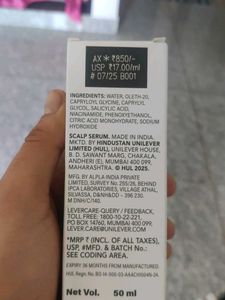 AX * ₹850/-
USP ₹17.00/ml
# 07/25 B001
INGREDIENTS: WATER, OLETH-20,
CAPRYLOYL GLYCINE, CAPRYLYL
GLYCOL, SALICYLIC ACID,
NIACINAMIDE, PHENOXYETHANOL,
CITRIC ACID MONOHYDRATE, SODIUM
HYDROXIDE
SCALP SERUM. MADE IN INDIA.
MKTD. BY HINDUSTAN UNILEVER
LIMITED (HUL), UNILEVER HOUSE,
B. D. SAWANT MARG, CHAKALA,
ANDHERI (E), MUMBAI 400 099,
MAHARASHTRA. © HUL 2025.
MFG. BY ALPLA INDIA PRIVATE
LIMITED, SURVEY No. 255/26, BEHIND
IPCA LABORATORIES, VILLAGE ATHAL,
SILVASSA, D&NH&DD - 396 230.
M DNH/C/140.
LEVERCARE-QUERY / FEEDBACK,
TOLL FREE: 1800-10-22-221
PO BOX 14760, MUMBAI 400 099,
LEVER.CARE@UNILEVER.COM
*MRP ₹ (INCL. OF ALL TAXES),
USP, #MFG. & BATCH No.:
SEE CODING AREA.
EXPIRY 36 MONTHS FROM MANUFACTURE
Net Vol. 50 ml